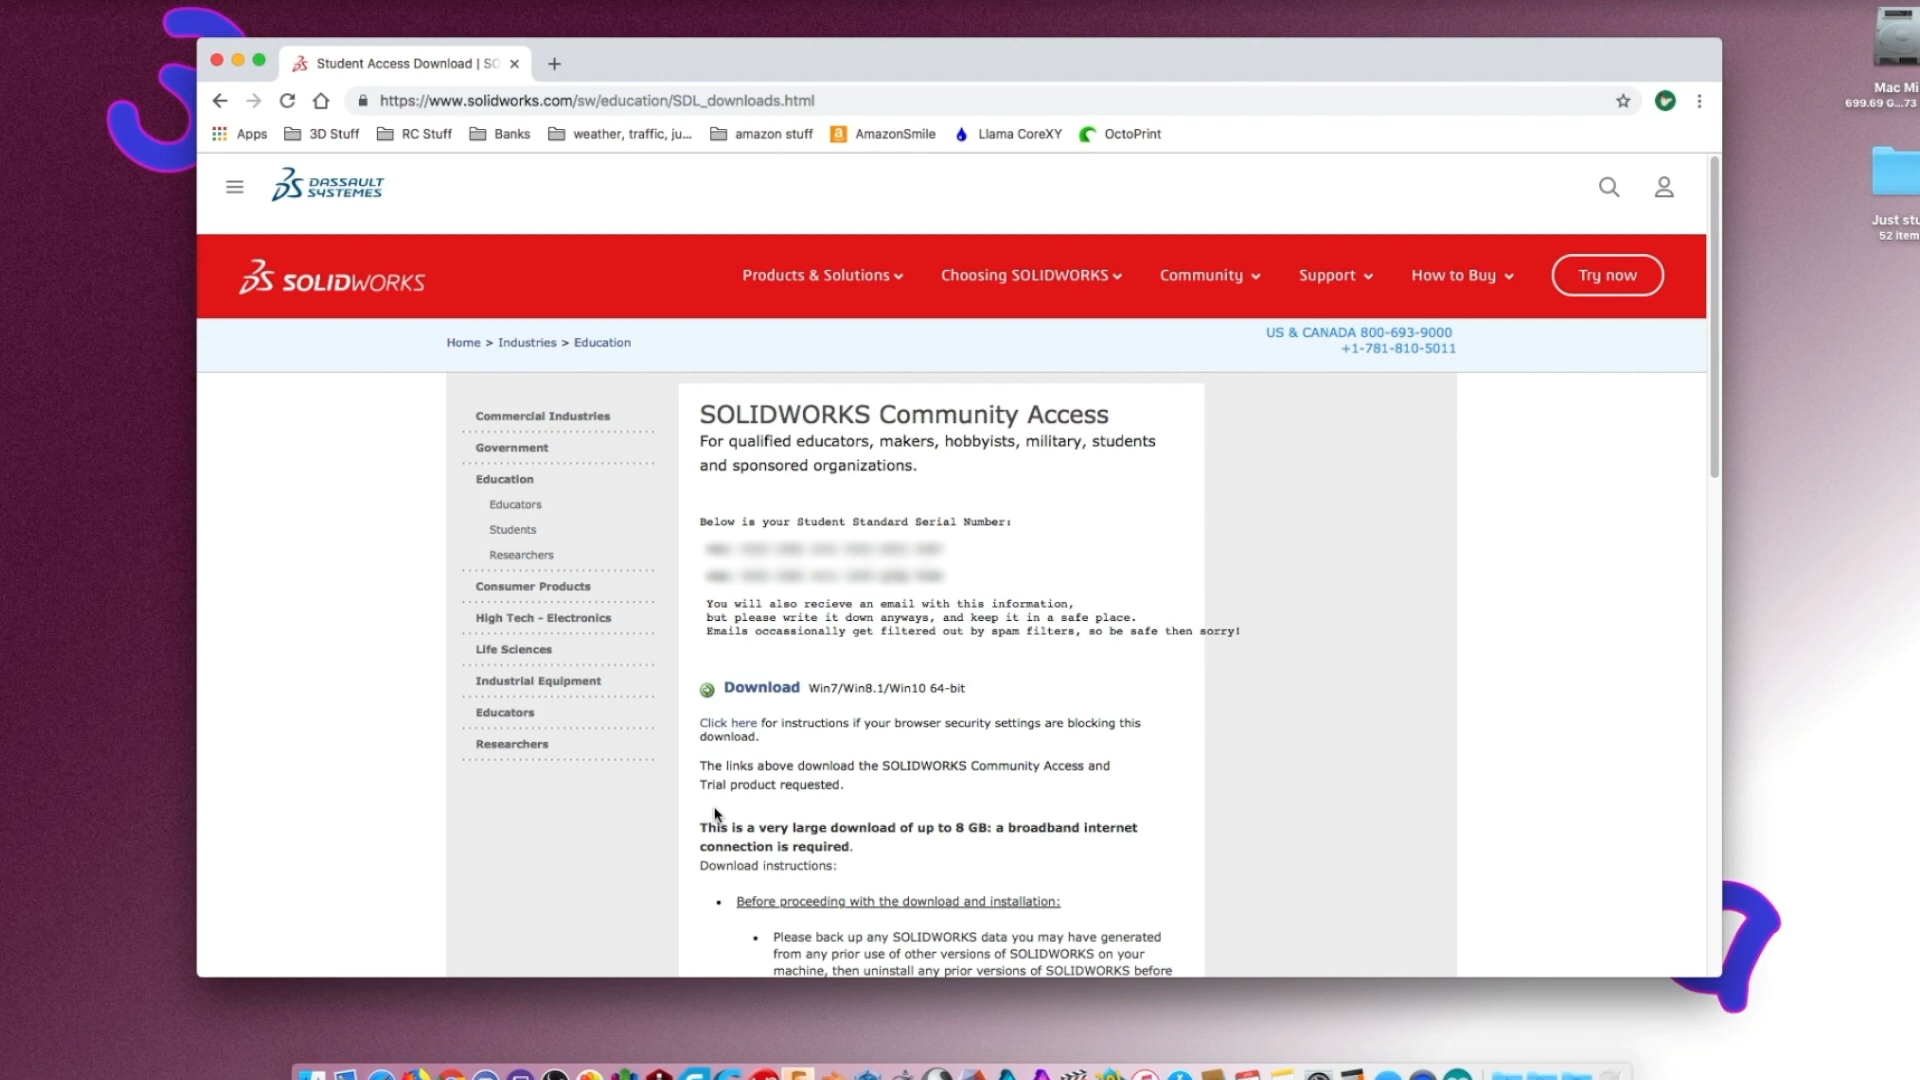 Student Access Download | SO
https://www.solidworks.com/sw/education/SDL_downloads.html
Apps 3D Stuff RC Stuff Banks weather, traffic, ju... amazon stuff AmazonSmile Llama CoreXY OctoPrint
Mac Mi
699.69 G...73
Just stu
52 item
DASSAULT
SYSTEMES
SOLIDWORKS Products & Solutions Choosing SOLIDWORKS Community Support How to Buy Try now
Home > Industries > Education
US & CANADA 800-693-9000
+1-781-810-5011
Commercial Industries
Government
Education
Educators
Students
Researchers
Consumer Products
High Tech - Electronics
Life Sciences
Industrial Equipment
Educators
Researchers
SOLIDWORKS Community Access
For qualified educators, makers, hobbyists, military, students
and sponsored organizations.
Below is your Student Standard Serial Number:
You will also recieve an email with this information,
but please write it down anyways, and keep it in a safe place.
Emails occassionally get filtered out by spam filters, so be safe then sorry!
Download Win7/Win8.1/Win10 64-bit
Click here for instructions if your browser security settings are blocking this
download.
The links above download the SOLIDWORKS Community Access and
Trial product requested.
This is a very large download of up to 8 GB: a broadband internet
connection is required.
Download instructions:
Before proceeding with the download and installation:
Please back up any SOLIDWORKS data you may have generated
from any prior use of other versions of SOLIDWORKS on your
machine, then uninstall any prior versions of SOLIDWORKS before